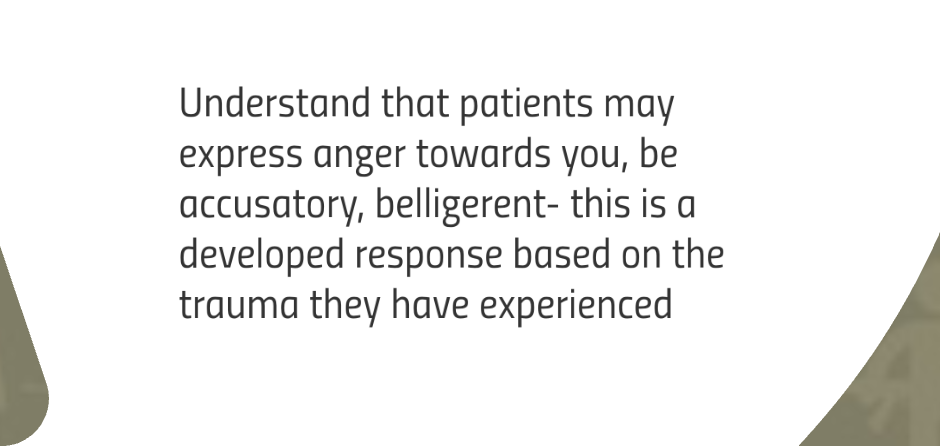 Understand that patients may
express anger towards you, be
accusatory, belligerent- this is a
developed response based on the
trauma they have experienced